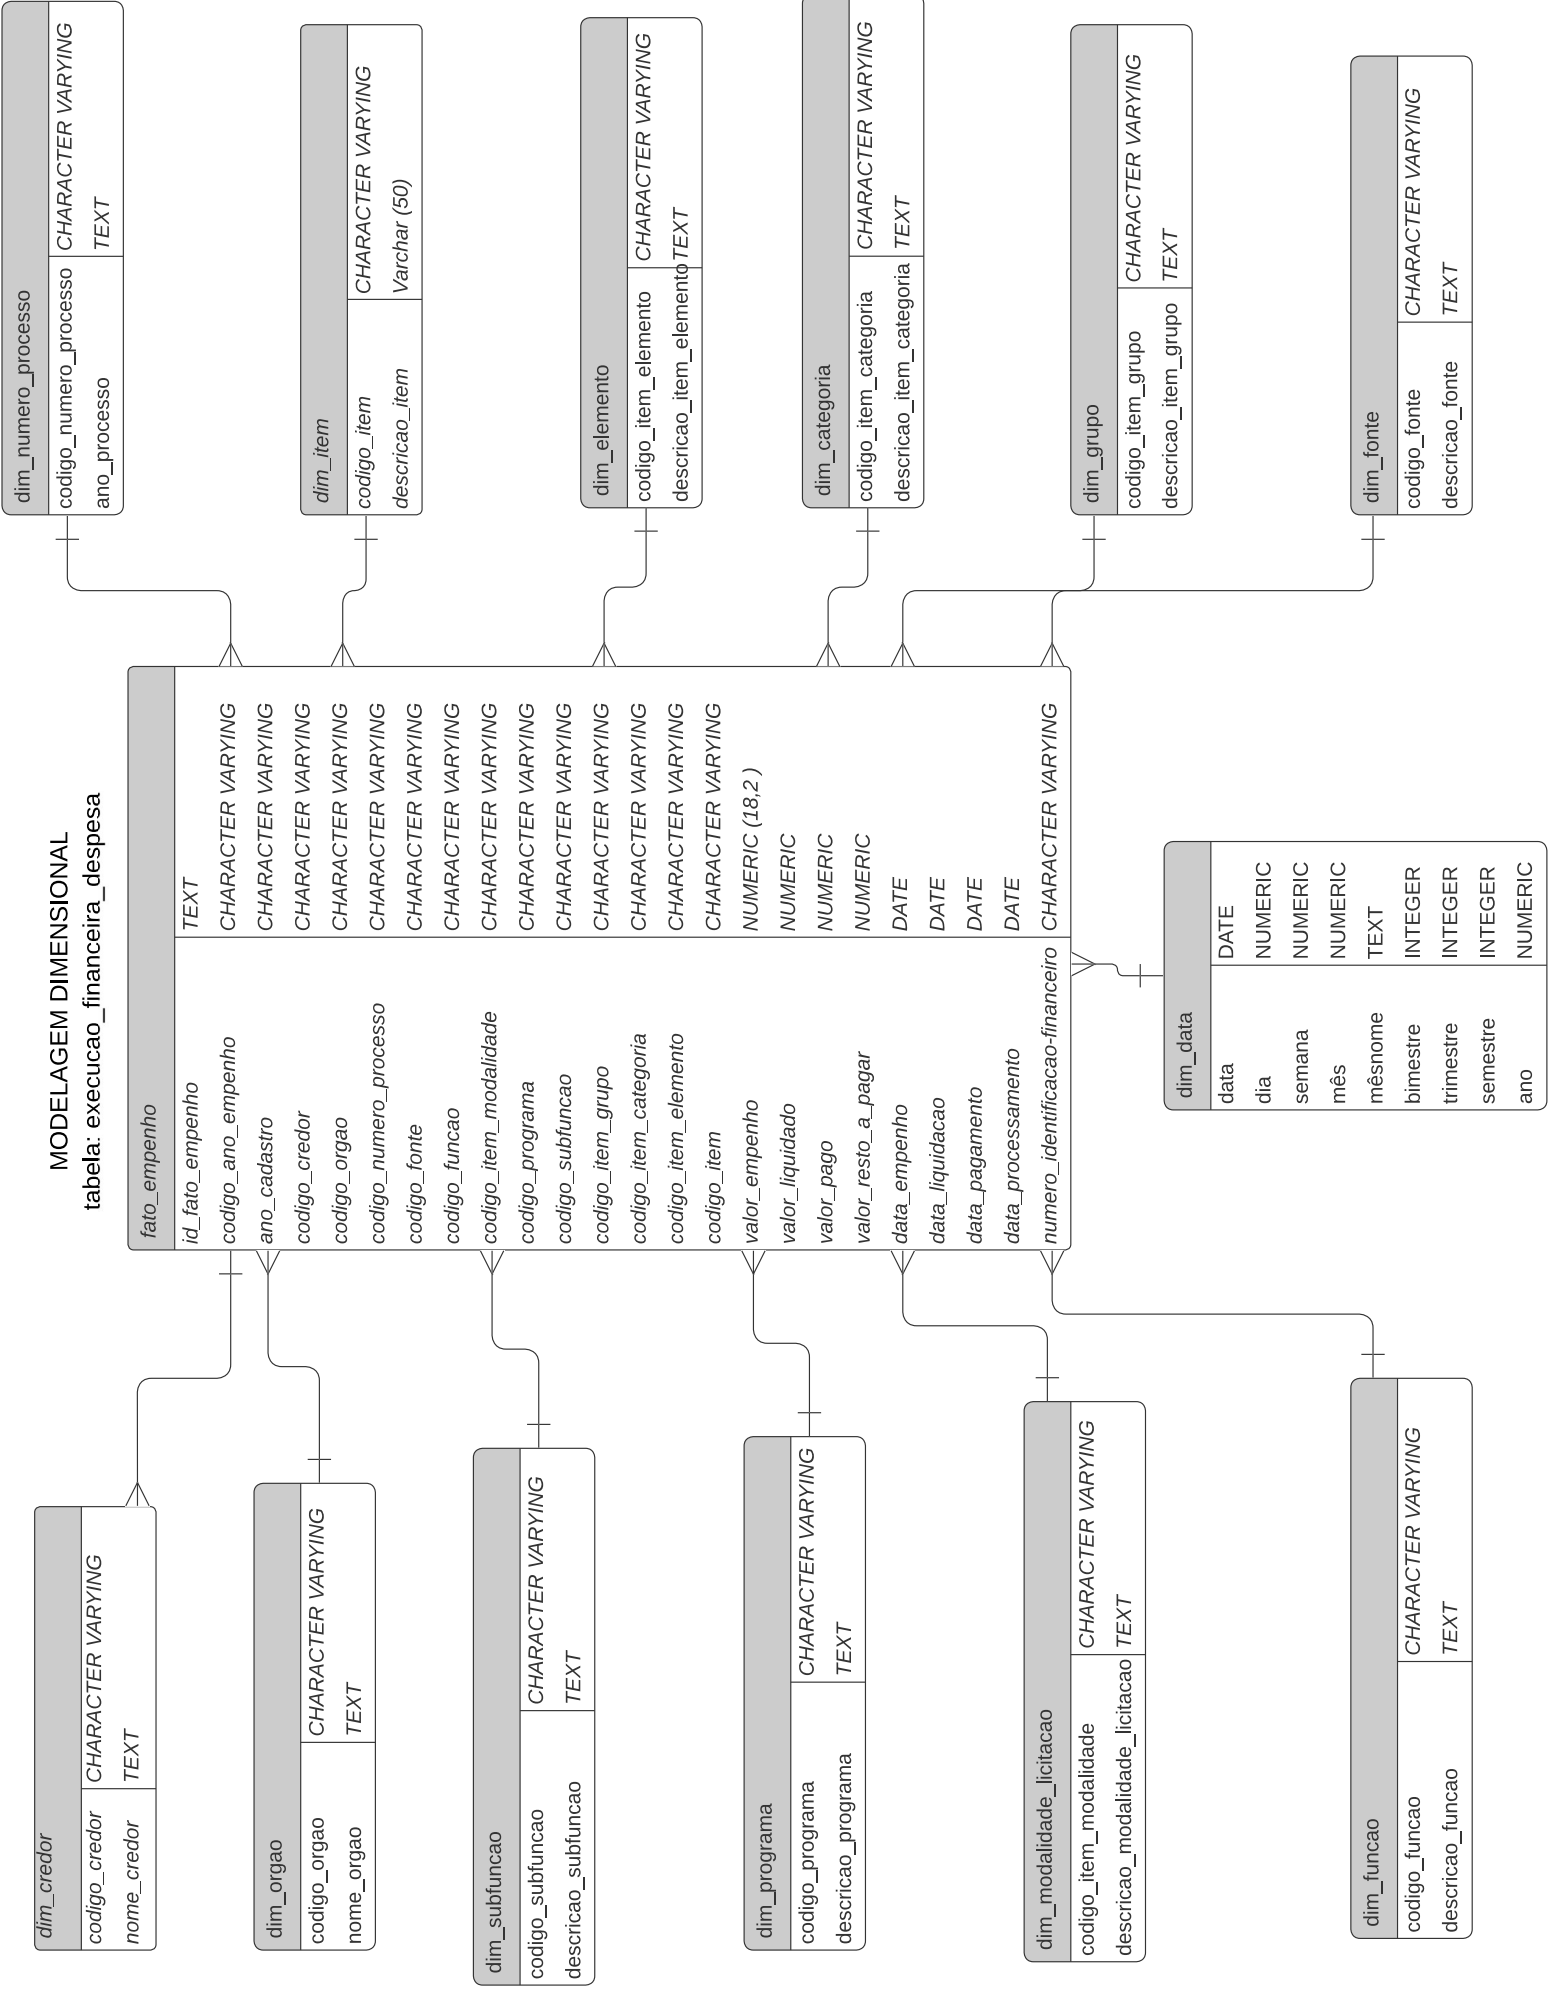 MODELAGEM DIMENSIONAL
tabela: execucao_financeira_despesa
dim_credor
codigo_credor CHARACTER VARYING
nome_credor TEXT
dim_orgao
codigo_orgao CHARACTER VARYING
nome_orgao TEXT
dim_subfuncao
codigo_subfuncao CHARACTER VARYING
descricao_subfuncao TEXT
dim_programa
codigo_programa CHARACTER VARYING
descricao_programa TEXT
dim_modalidade_licitacao
codigo_item_modalidade CHARACTER VARYING
descricao_modalidade_licitacao TEXT
dim_funcao
codigo_funcao CHARACTER VARYING
descricao_funcao TEXT
fato_empenho
id_fato_empenho TEXT
codigo_ano_empenho CHARACTER VARYING
ano_cadastro CHARACTER VARYING
codigo_credor CHARACTER VARYING
codigo_orgao CHARACTER VARYING
codigo_numero_processo CHARACTER VARYING
codigo_fonte CHARACTER VARYING
codigo_funcao CHARACTER VARYING
codigo_item_modalidade CHARACTER VARYING
codigo_programa CHARACTER VARYING
codigo_subfuncao CHARACTER VARYING
codigo_item_grupo CHARACTER VARYING
codigo_item_categoria CHARACTER VARYING
codigo_item_elemento CHARACTER VARYING
codigo_item CHARACTER VARYING
valor_empenho NUMERIC (18,2 )
valor_liquidado NUMERIC
valor_pago NUMERIC
valor_resto_a_pagar NUMERIC
data_empenho DATE
data_liquidacao DATE
data_pagamento DATE
data_processamento DATE
numero_identificacao-financeiro CHARACTER VARYING
dim_data
data DATE
dia NUMERIC
semana NUMERIC
mês NUMERIC
mêsnome TEXT
bimestre INTEGER
trimestre INTEGER
semestre INTEGER
ano NUMERIC
dim_numero_processo
codigo_numero_processo CHARACTER VARYING
ano_processo TEXT
dim_item
codigo_item CHARACTER VARYING
descricao_item Varchar (50)
dim_elemento
codigo_item_elemento CHARACTER VARYING
descricao_item_elemento TEXT
dim_categoria
codigo_item_categoria CHARACTER VARYING
descricao_item_categoria TEXT
dim_grupo
codigo_item_grupo CHARACTER VARYING
descricao_item_grupo TEXT
dim_fonte
codigo_fonte CHARACTER VARYING
descricao_fonte TEXT